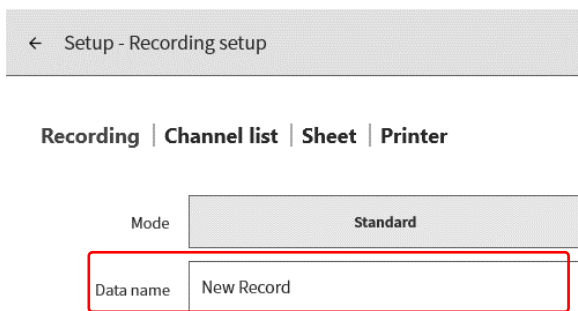 ← Setup - Recording setup
Recording | Channel list | Sheet | Printer
Mode Standard
Data name New Record